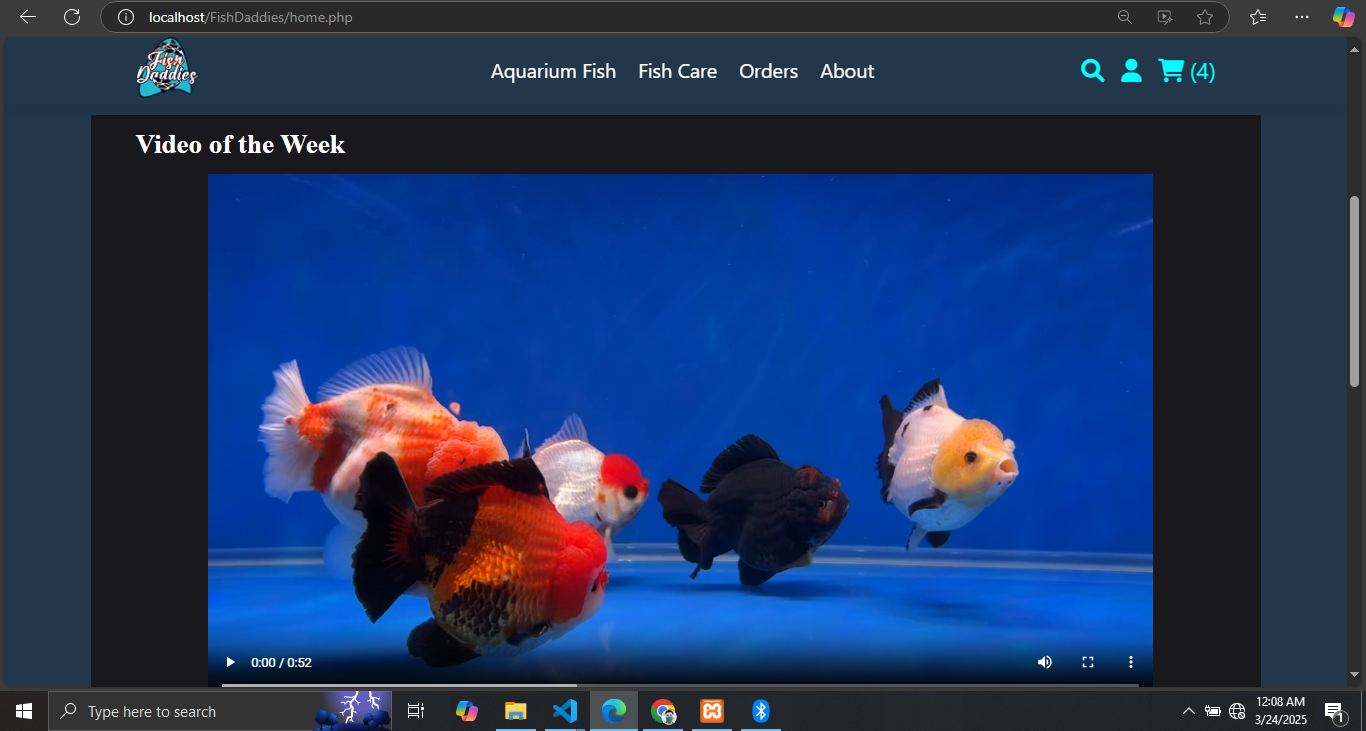 localhost/FishDaddies/home.php
Fish
Daddies
Aquarium Fish Fish Care Orders About (4)
Video of the Week
0:00 / 0:52
Type here to search
12:08 AM
3/24/2025
1